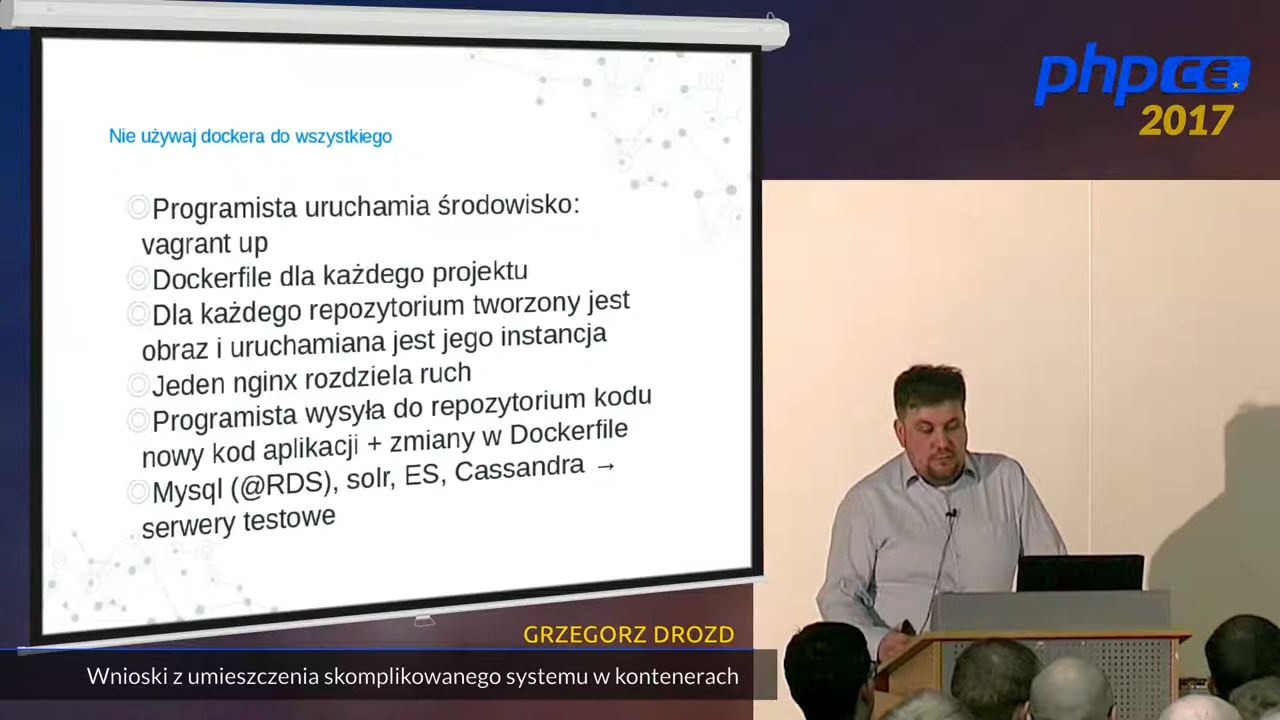 phpCE
2017
Nie używaj dockera do wszystkiego
Programista uruchamia środowisko:
vagrant up
Dockerfile dla każdego projektu
Dla każdego repozytorium tworzony jest
obraz i uruchamiana jest jego instancja
Jeden nginx rozdziela ruch
Programista wysyła do repozytorium kodu
nowy kod aplikacji + zmiany w Dockerfile
Mysql (@RDS), solr, ES, Cassandra →
serwery testowe
GRZEGORZ DROZD
Wnioski z umieszczenia skomplikowanego systemu w kontenerach